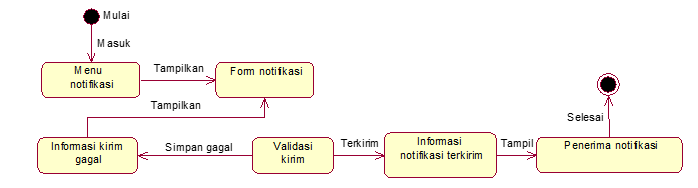 Mulai
Masuk
Menu
notifikasi
Tampilkan
Form notifikasi
Tampilkan
Informasi kirim
gagal
Simpan gagal
Validasi
kirim
Terkirim
Informasi
notifikasi terkirim
Tampil
Penerima notifikasi
Selesai